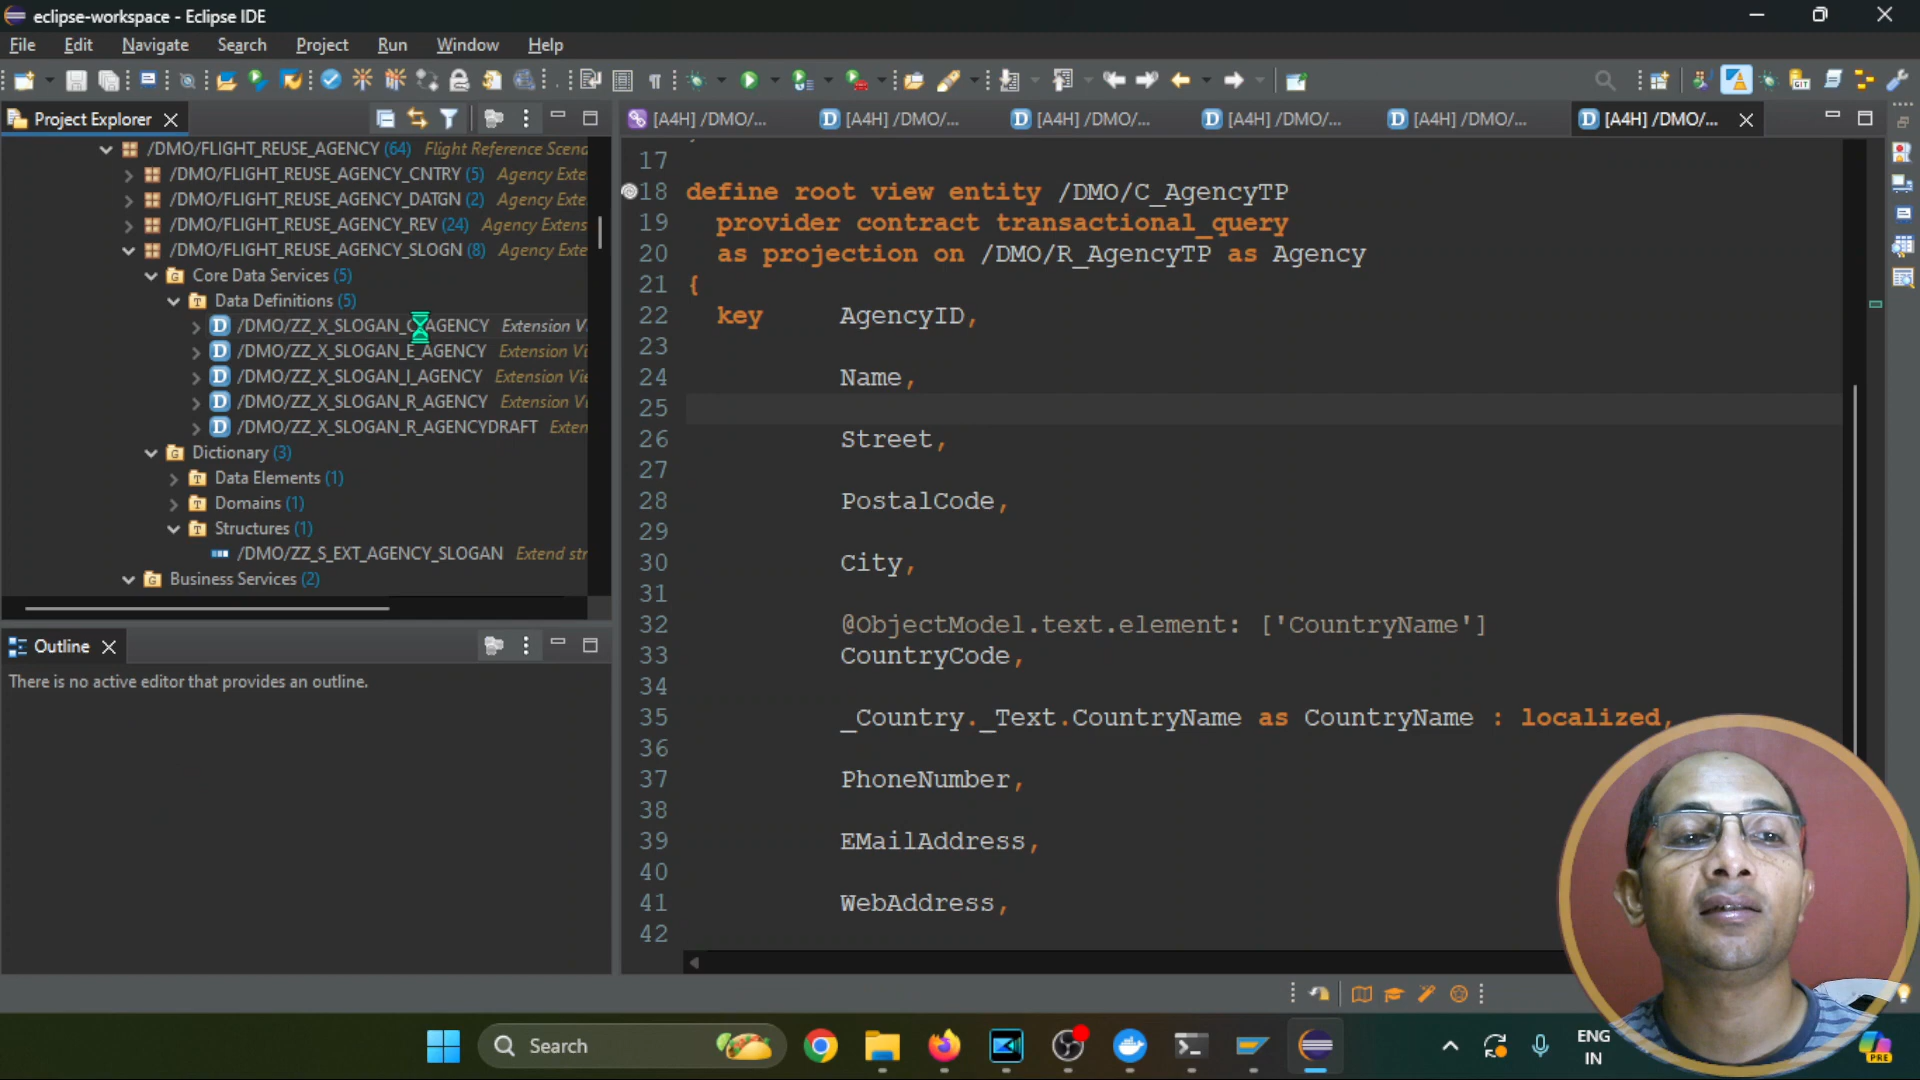 eclipse-workspace - Eclipse IDE
File Edit Navigate Search Project Run Window Help
Project Explorer
/DMO/FLIGHT_REUSE_AGENCY (64) Flight Reference Scena
/DMO/FLIGHT_REUSE_AGENCY_CNTRY (5) Agency Exte
/DMO/FLIGHT_REUSE_AGENCY_DATGN (2) Agency Exte
/DMO/FLIGHT_REUSE_AGENCY_REV (24) Agency Extens
/DMO/FLIGHT_REUSE_AGENCY_SLOGN (8) Agency Exte
Core Data Services (5)
Data Definitions (5)
/DMO/ZZ_X_SLOGAN_C_AGENCY Extension V
/DMO/ZZ_X_SLOGAN_E_AGENCY Extension Vi
/DMO/ZZ_X_SLOGAN_I_AGENCY Extension Vie
/DMO/ZZ_X_SLOGAN_R_AGENCY Extension Vi
/DMO/ZZ_X_SLOGAN_R_AGENCYDRAFT Exten
Dictionary (3)
Data Elements (1)
Domains (1)
Structures (1)
/DMO/ZZ_S_EXT_AGENCY_SLOGAN Extend str
Business Services (2)
Outline
There is no active editor that provides an outline.
[A4H] /DMO/... [A4H] /DMO/... [A4H] /DMO/... [A4H] /DMO/... [A4H] /DMO/... [A4H] /DMO/...
17
18 define root view entity /DMO/C_AgencyTP
19 provider contract transactional_query
20 as projection on /DMO/R_AgencyTP as Agency
21 {
22 key AgencyID,
23
24 Name,
25
26 Street,
27
28 PostalCode,
29
30 City,
31
32 @ObjectModel.text.element: ['CountryName']
33 CountryCode,
34
35 _Country._Text.CountryName as CountryName : localized,
36
37 PhoneNumber,
38
39 EMailAddress,
40
41 WebAddress,
42
Search
ENG
IN
PRE